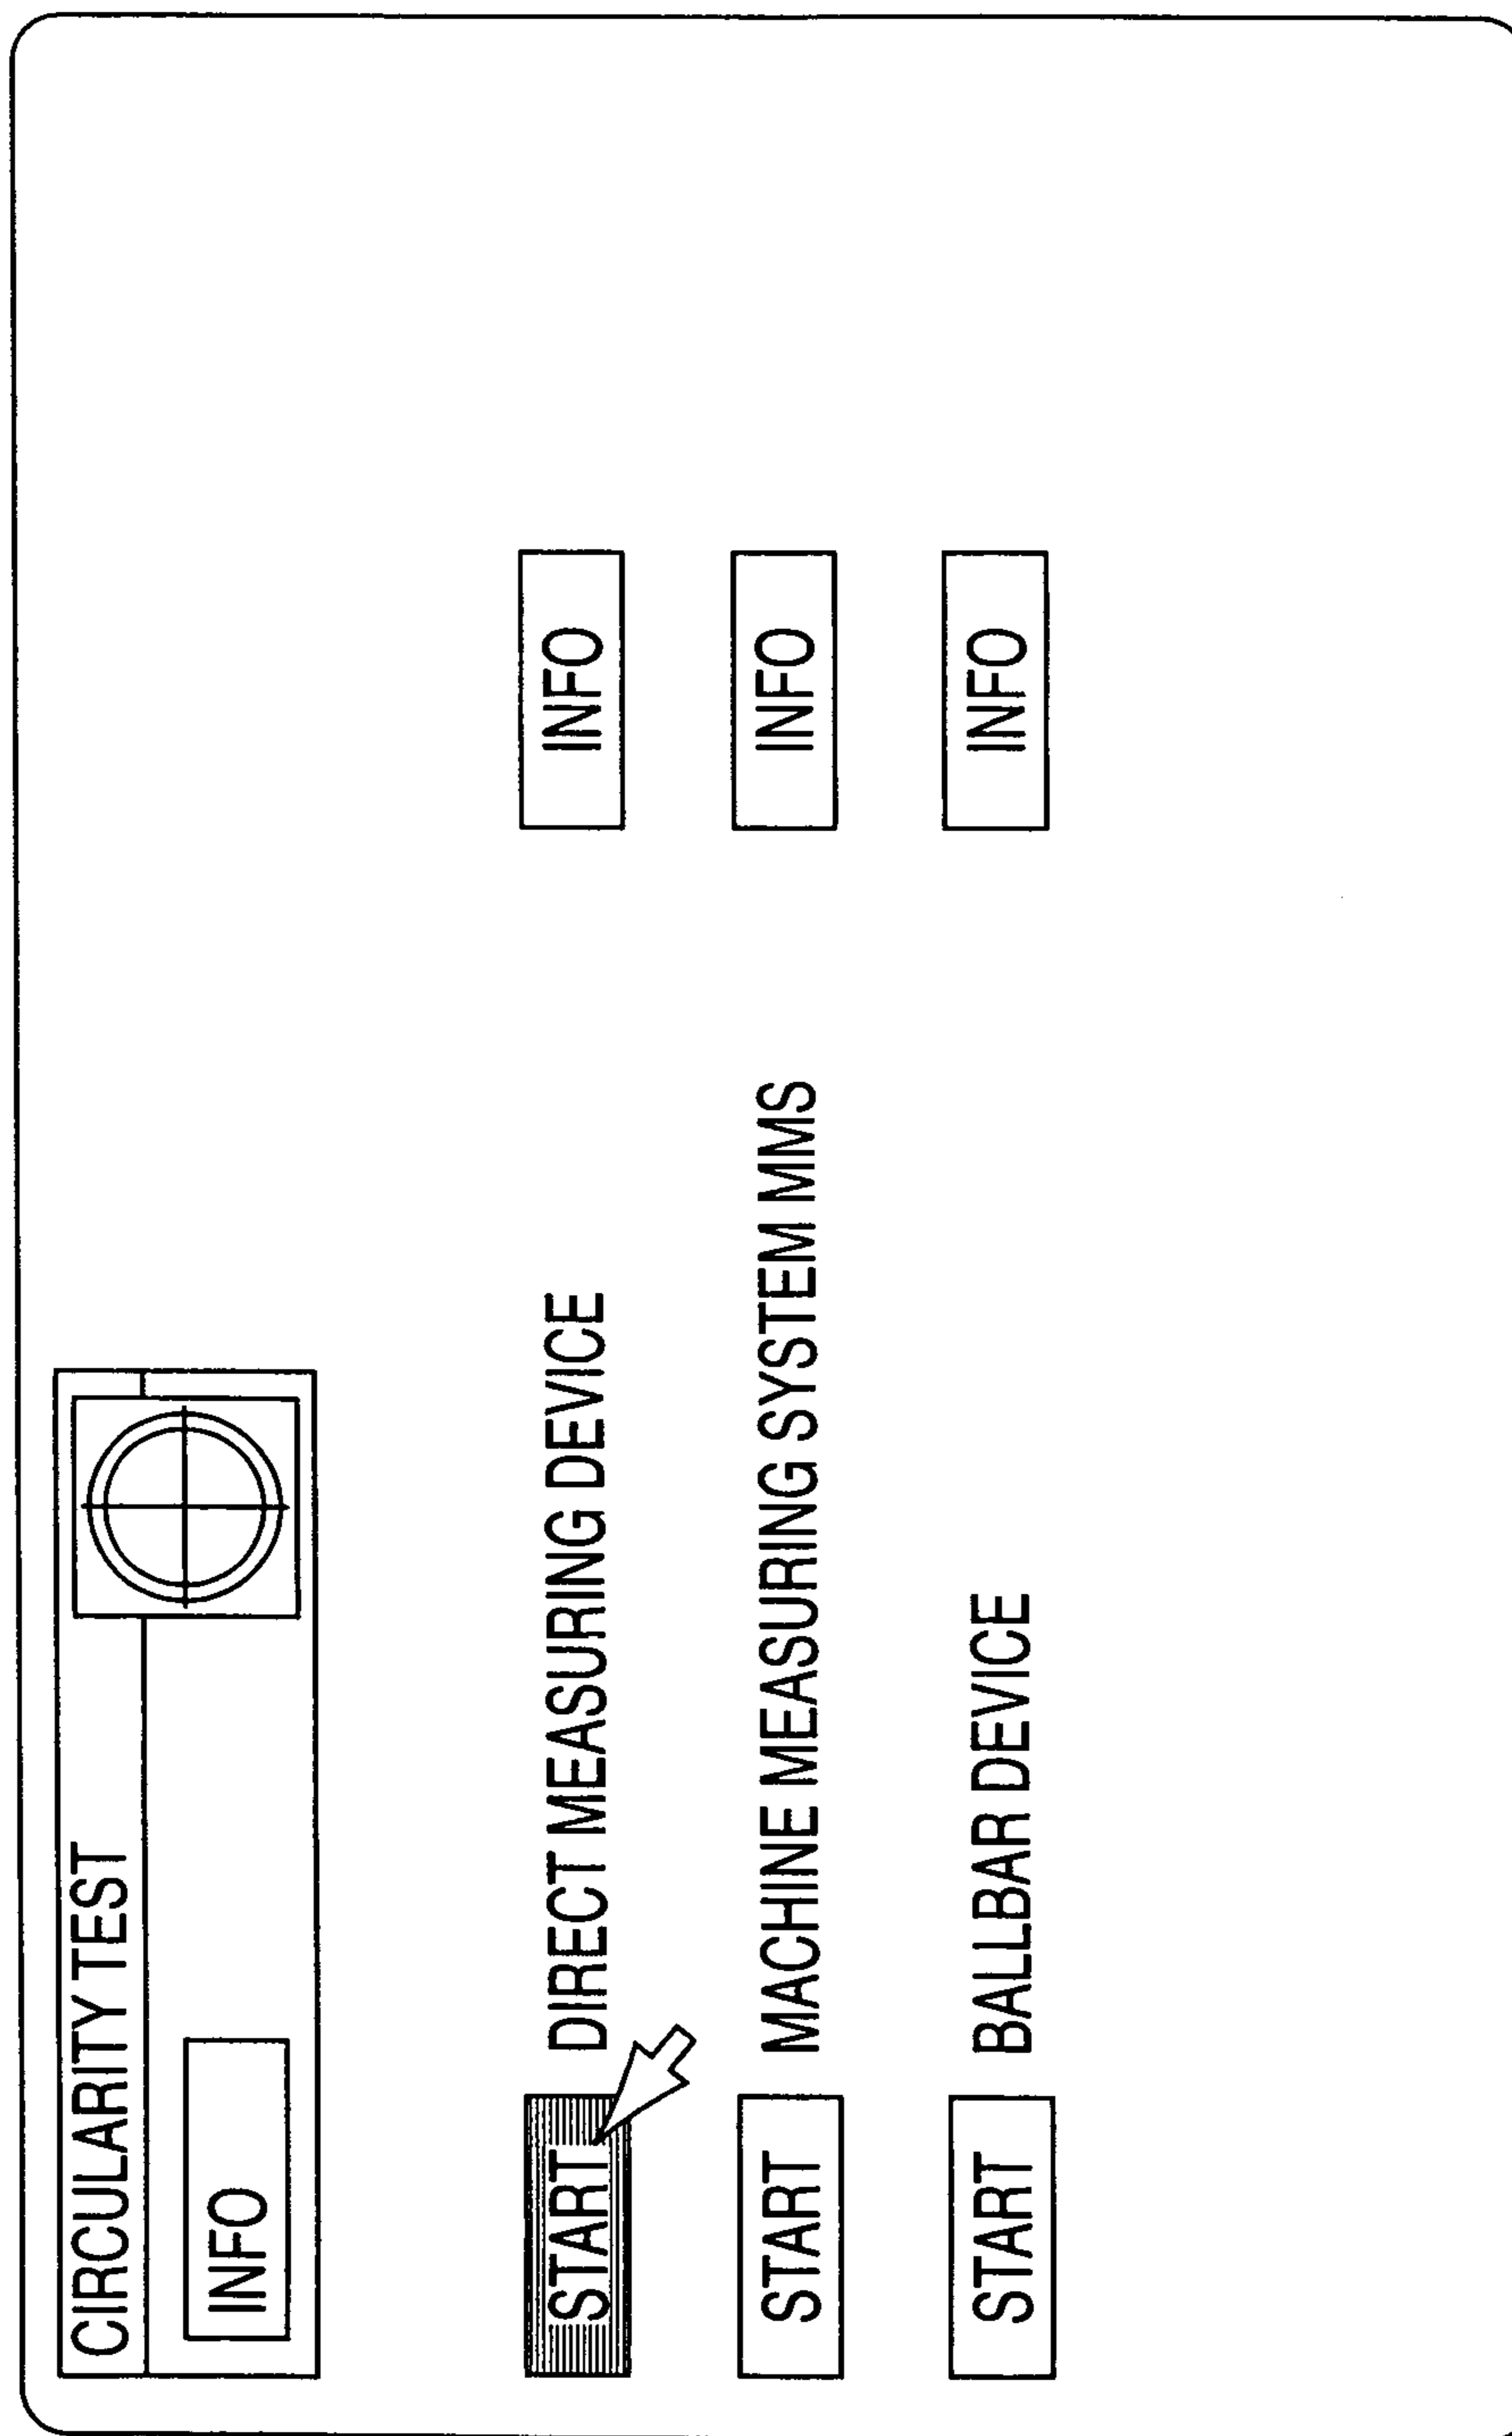 CIRCULARITY TEST
INFO
START DIRECT MEASURING DEVICE INFO
START MACHINE MEASURING SYSTEM MMS INFO
START BALLBAR DEVICE INFO